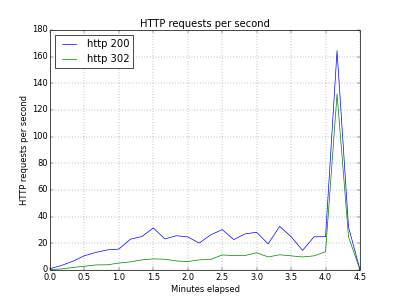 HTTP requests per second
http 200
http 302
HTTP requests per second
180
160
140
120
100
80
60
40
20
0
0.0 0.5 1.0 1.5 2.0 2.5 3.0 3.5 4.0 4.5
Minutes elapsed